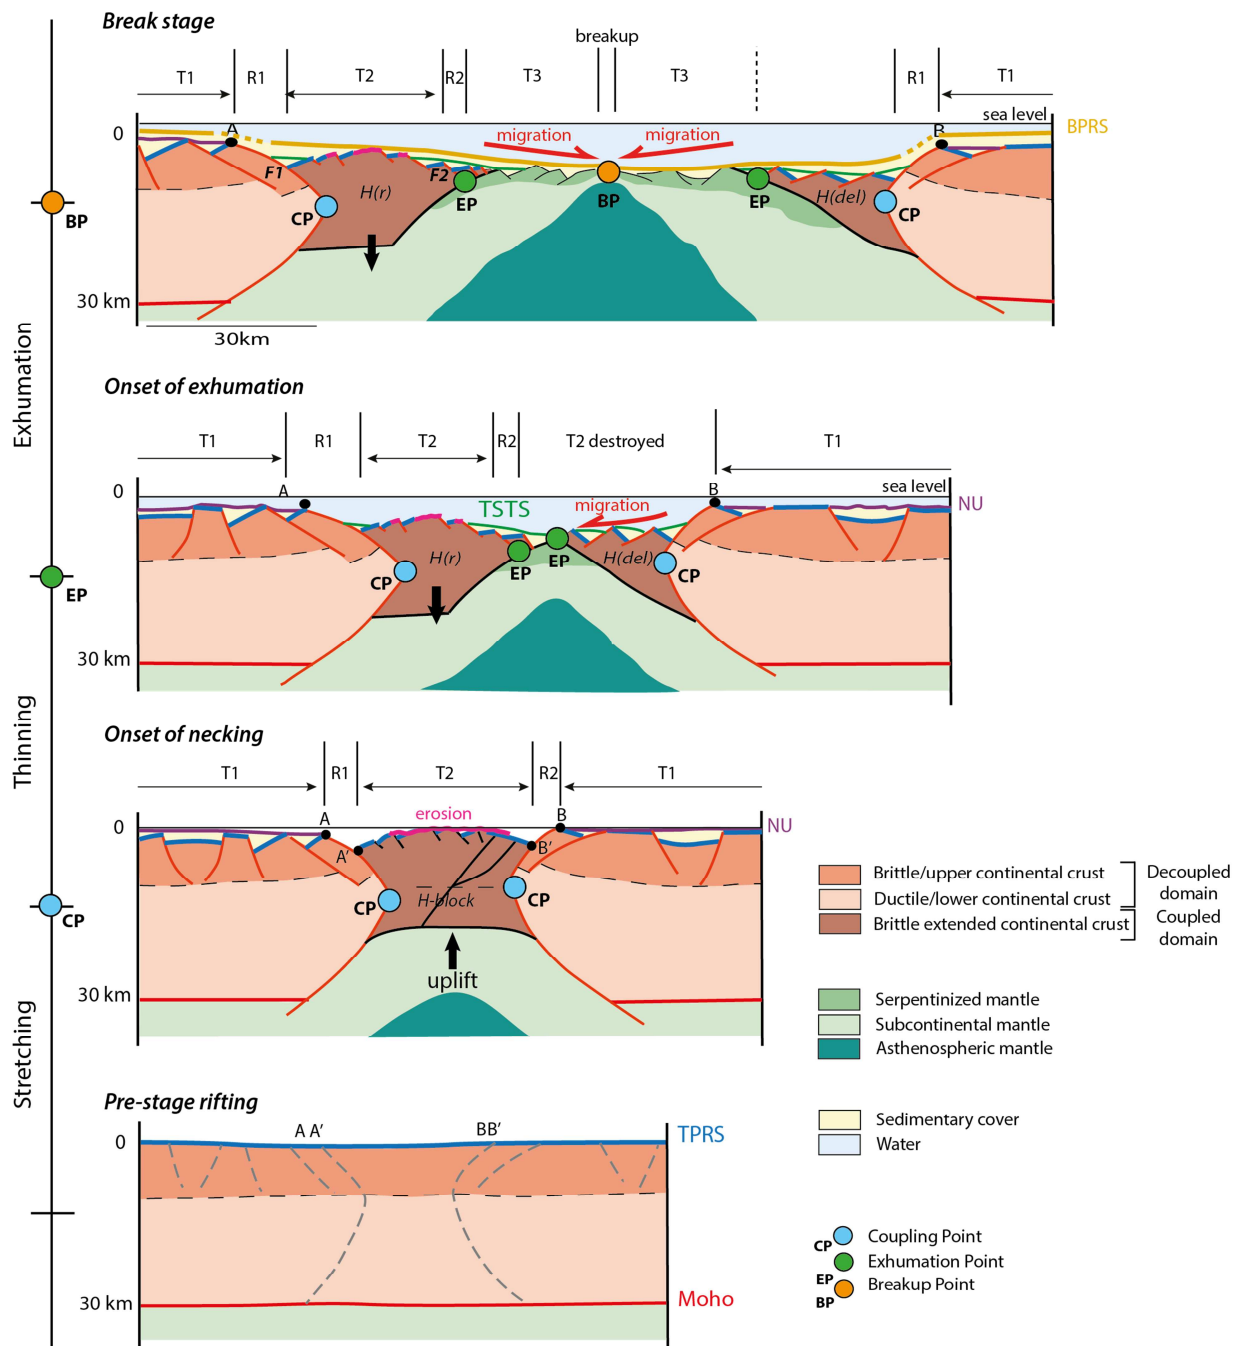 Break stage
breakup
T1 R1 T2 R2 T3 T3 R1 T1
sea level
0 A migration migration B BPRS
F1 F2
H(r) H(del)
CP EP BP EP CP
BP
30 km
30km
Exhumation
Onset of exhumation
T1 R1 T2 R2 T2 destroyed T1
sea level
0 A TSTS migration B NU
H(r) H(del)
CP EP EP CP
EP
30 km
Thinning
Onset of necking
T1 R1 T2 R2 T1
0 A erosion B NU
A' B'
CP H-block CP
CP
uplift
30 km
Stretching
Pre-stage rifting
0 A A' BB' TPRS
30 km Moho
Brittle/upper continental crust
Ductile/lower continental crust
Decoupled
domain
Brittle extended continental crust
Coupled
domain
Serpentinized mantle
Subcontinental mantle
Asthenospheric mantle
Sedimentary cover
Water
CP Coupling Point
EP Exhumation Point
BP Breakup Point